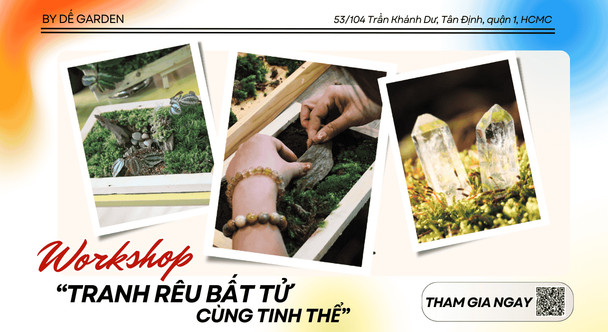 BY DẾ GARDEN
53/104 Trần Khánh Dư, Tân Định, quận 1, HCMC
Workshop
“TRANH RÊU BẤT TỬ
CÙNG TINH THỂ”
THAM GIA NGAY